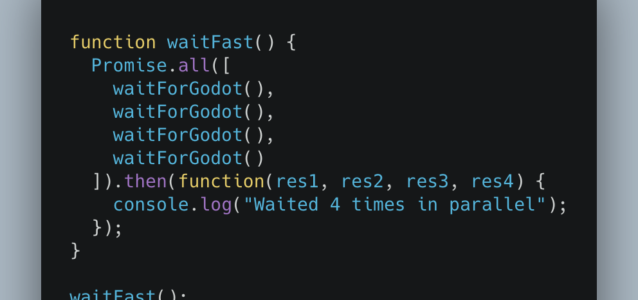 function waitFast() {
  Promise.all([
    waitForGodot(),
    waitForGodot(),
    waitForGodot(),
    waitForGodot()
  ]).then(function(res1, res2, res3, res4) {
    console.log("Waited 4 times in parallel");
  });
}
waitFast();